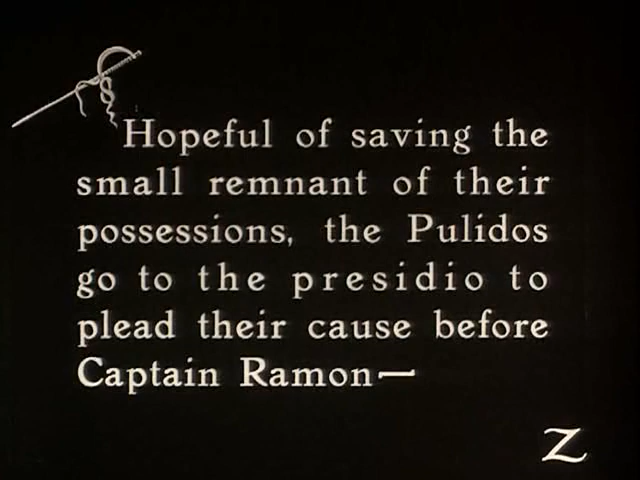 Hopeful of saving the
small remnant of their
possessions, the Pulidos
go to the presidio to
plead their cause before
Captain Ramon—
Z